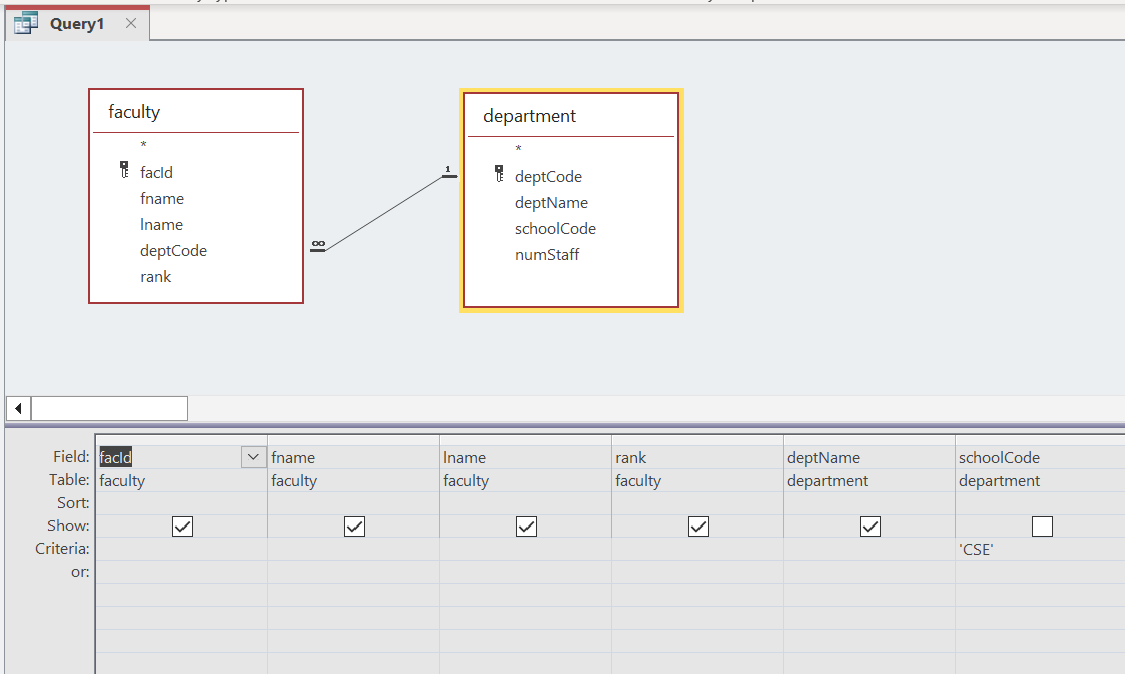 Query1
faculty
*
facId
fname
lname
deptCode
rank
∞
1
department
*
deptCode
deptName
schoolCode
numStaff
Field: facId fname lname rank deptName schoolCode
Table: faculty faculty faculty faculty department department
Sort:
Show:
Criteria: 'CSE'
or: